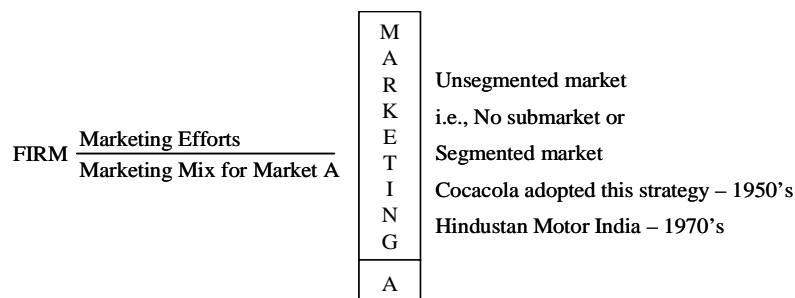 FIRM
Marketing Efforts
Marketing Mix for Market A
M
A
R
K
E
T
I
N
G
A
Unsegmented market
i.e., No submarket or
Segmented market
Cocacola adopted this strategy – 1950’s
Hindustan Motor India – 1970’s